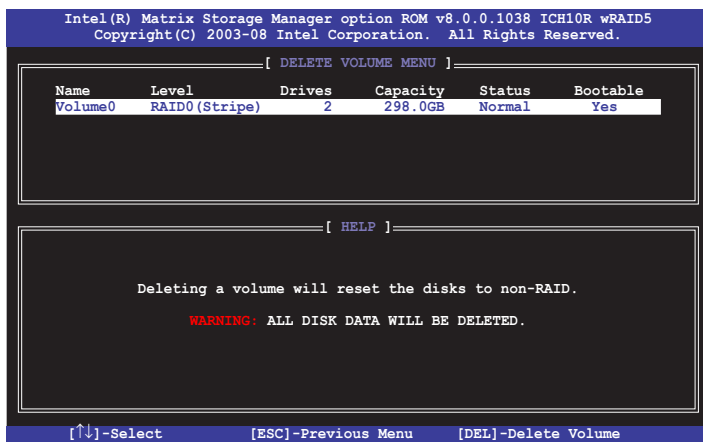 Intel(R) Matrix Storage Manager option ROM v8.0.0.1038 ICH10R wRAID5
Copyright(C) 2003-08 Intel Corporation. All Rights Reserved.
[ DELETE VOLUME MENU ]
Name Level Drives Capacity Status Bootable
Volume0 RAID0(Stripe) 2 298.0GB Normal Yes
[ HELP ]
Deleting a volume will reset the disks to non-RAID.
WARNING: ALL DISK DATA WILL BE DELETED.
[↑↓]-Select [ESC]-Previous Menu [DEL]-Delete Volume